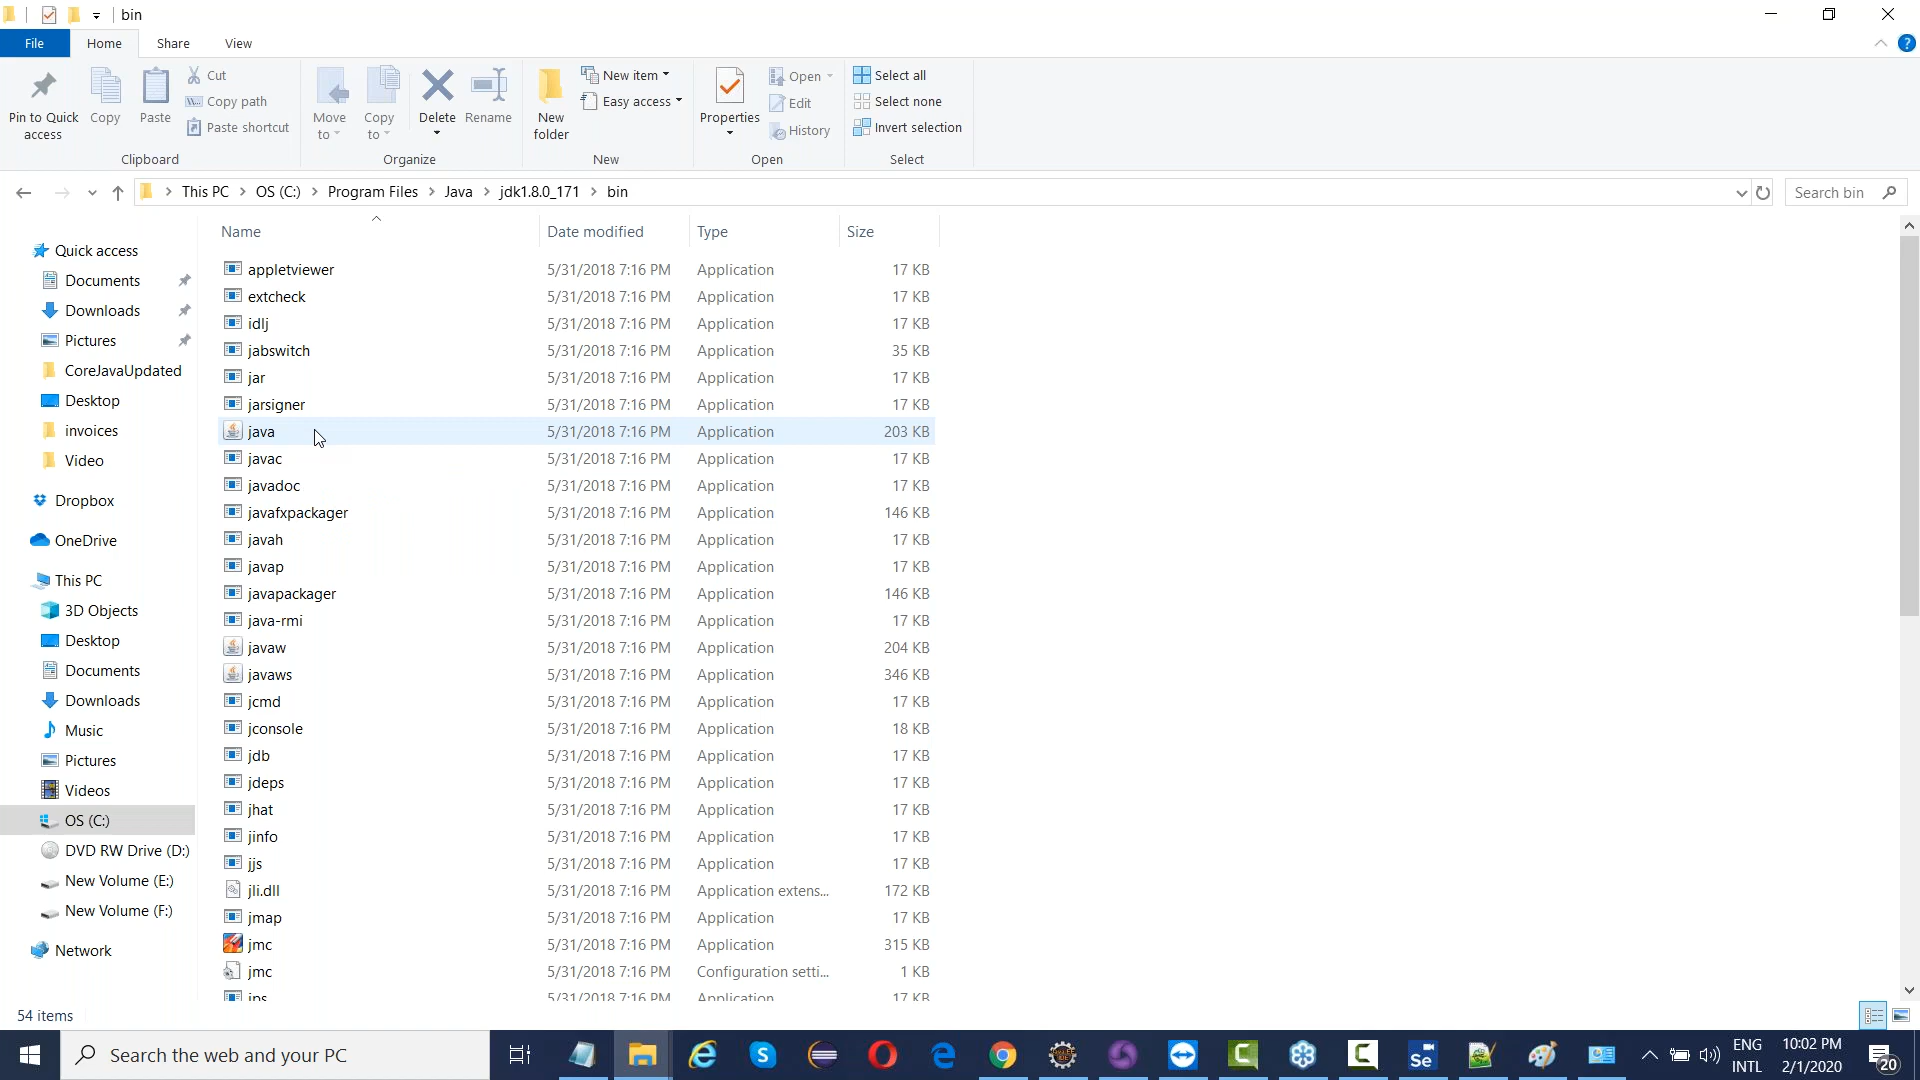 bin
File Home Share View
Pin to Quick access
Copy
Paste
Cut
Copy path
Paste shortcut
Clipboard
Move to
Copy to
Delete
Rename
Organize
New folder
New item
Easy access
New
Properties
Open
Edit
History
Open
Select all
Select none
Invert selection
Select
This PC > OS (C:) > Program Files > Java > jdk1.8.0_171 > bin
Search bin
Quick access
Documents
Downloads
Pictures
CoreJavaUpdated
Desktop
invoices
Video
Dropbox
OneDrive
This PC
3D Objects
Desktop
Documents
Downloads
Music
Pictures
Videos
OS (C:)
DVD RW Drive (D:)
New Volume (E:)
New Volume (F:)
Network
Name Date modified Type Size
appletviewer 5/31/2018 7:16 PM Application 17 KB
extcheck 5/31/2018 7:16 PM Application 17 KB
idlj 5/31/2018 7:16 PM Application 17 KB
jabswitch 5/31/2018 7:16 PM Application 35 KB
jar 5/31/2018 7:16 PM Application 17 KB
jarsigner 5/31/2018 7:16 PM Application 17 KB
java 5/31/2018 7:16 PM Application 203 KB
javac 5/31/2018 7:16 PM Application 17 KB
javadoc 5/31/2018 7:16 PM Application 17 KB
javafxpackager 5/31/2018 7:16 PM Application 146 KB
javah 5/31/2018 7:16 PM Application 17 KB
javap 5/31/2018 7:16 PM Application 17 KB
javapackager 5/31/2018 7:16 PM Application 146 KB
java-rmi 5/31/2018 7:16 PM Application 17 KB
javaw 5/31/2018 7:16 PM Application 204 KB
javaws 5/31/2018 7:16 PM Application 346 KB
jcmd 5/31/2018 7:16 PM Application 17 KB
jconsole 5/31/2018 7:16 PM Application 18 KB
jdb 5/31/2018 7:16 PM Application 17 KB
jdeps 5/31/2018 7:16 PM Application 17 KB
jhat 5/31/2018 7:16 PM Application 17 KB
jinfo 5/31/2018 7:16 PM Application 17 KB
jjs 5/31/2018 7:16 PM Application 17 KB
jli.dll 5/31/2018 7:16 PM Application extens... 172 KB
jmap 5/31/2018 7:16 PM Application 17 KB
jmc 5/31/2018 7:16 PM Application 315 KB
jmc 5/31/2018 7:16 PM Configuration setti... 1 KB
jps 5/31/2018 7:16 PM Application 17 KB
54 items
Search the web and your PC
Se
ENG
INTL
10:02 PM
2/1/2020
20